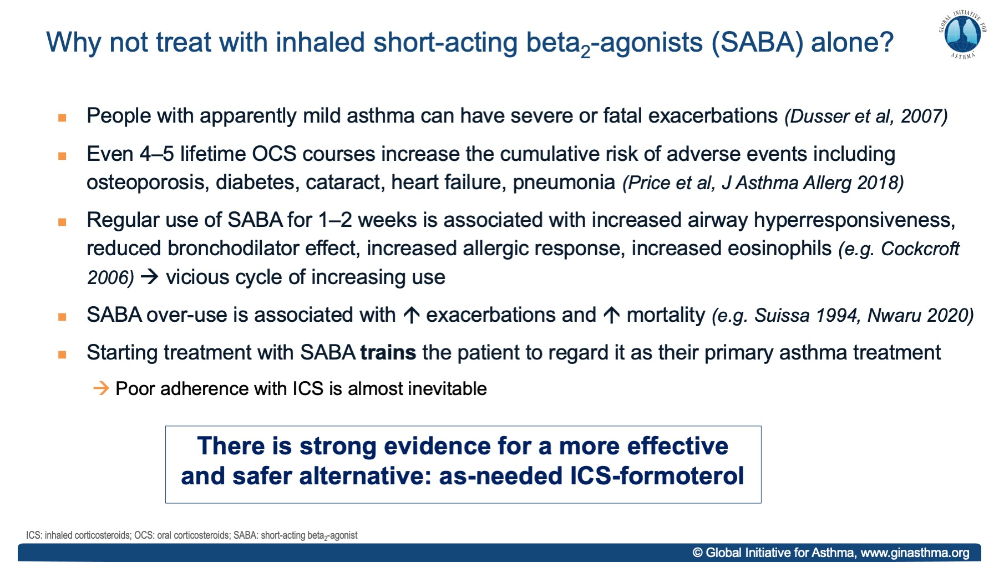 Why not treat with inhaled short-acting beta2-agonists (SABA) alone?
GLOBAL INITIATIVE FOR ASTHMA
■ People with apparently mild asthma can have severe or fatal exacerbations (Dusser et al, 2007)
■ Even 4–5 lifetime OCS courses increase the cumulative risk of adverse events including
osteoporosis, diabetes, cataract, heart failure, pneumonia (Price et al, J Asthma Allerg 2018)
■ Regular use of SABA for 1–2 weeks is associated with increased airway hyperresponsiveness,
reduced bronchodilator effect, increased allergic response, increased eosinophils (e.g. Cockcroft
2006) → vicious cycle of increasing use
■ SABA over-use is associated with ↑ exacerbations and ↑ mortality (e.g. Suissa 1994, Nwaru 2020)
■ Starting treatment with SABA trains the patient to regard it as their primary asthma treatment
→ Poor adherence with ICS is almost inevitable
There is strong evidence for a more effective
and safer alternative: as-needed ICS-formoterol
ICS: inhaled corticosteroids; OCS: oral corticosteroids; SABA: short-acting beta2-agonist
© Global Initiative for Asthma, www.ginasthma.org